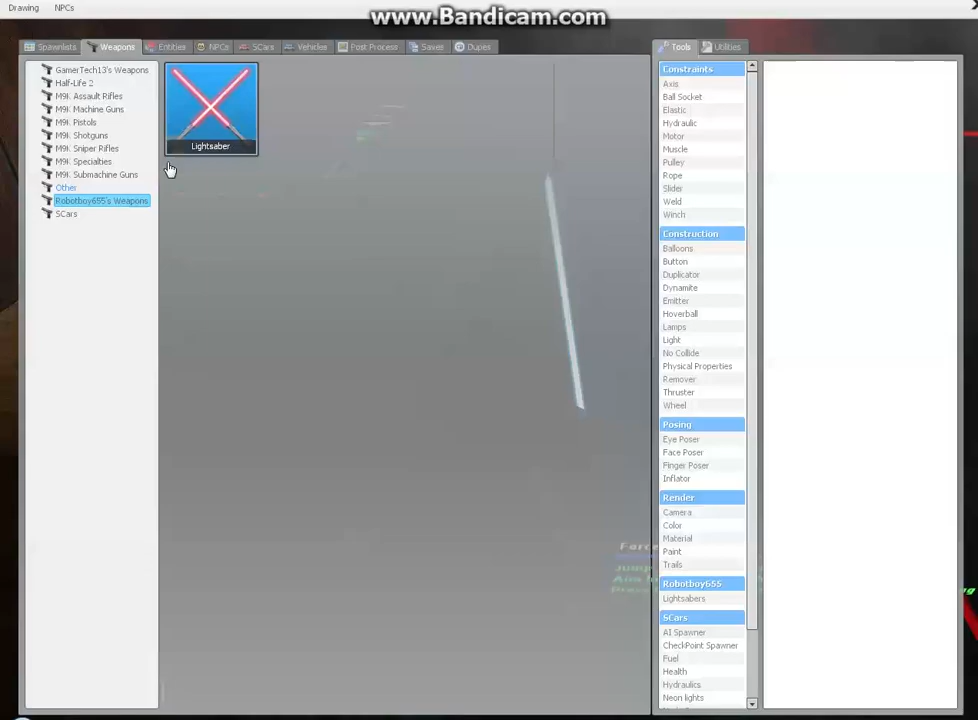 www.Bandicam.com
Drawing NPCs
Spawnlists Weapons Entities NPCs SCars Vehicles Post Process Saves Dupes
Tools Utilities
GamerTech13's Weapons
Half-Life 2
M9K Assault Rifles
M9K Machine Guns
M9K Pistols
M9K Shotguns
M9K Sniper Rifles
M9K Specialties
M9K Submachine Guns
Other
Robotboy655's Weapons
SCars
Lightsaber
Constraints
Axis
Ball Socket
Elastic
Hydraulic
Motor
Muscle
Pulley
Rope
Slider
Weld
Winch
Construction
Balloons
Button
Duplicator
Dynamite
Emitter
Hoverball
Lamps
Light
No Collide
Physical Properties
Remover
Thruster
Wheel
Posing
Eye Poser
Face Poser
Finger Poser
Inflator
Render
Camera
Color
Material
Paint
Trails
Robotboy655
Lightsabers
SCars
AI Spawner
CheckPoint Spawner
Fuel
Health
Hydraulics
Neon lights
Force